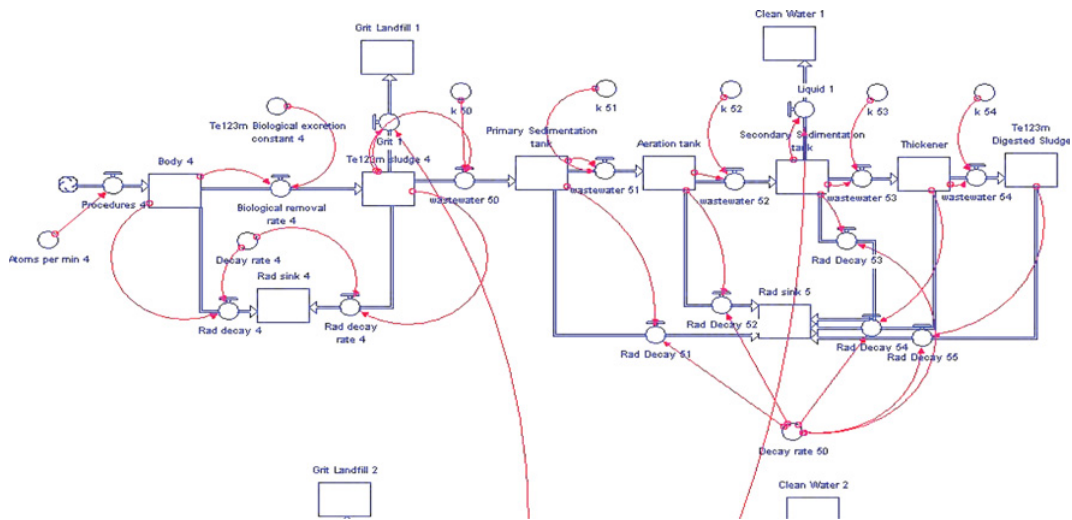 Grit Landfill 1
Clean Water 1
k 50
k 51
k 52
Liquid 1
k 53
k 54
Te123m Biological excretion
constant 4
Grit 1
Primary Sedimentation
tank
Secondary Sedimentation
tank
Te123m
Digested Sludge
Body 4
Te123m sludge 4
Aeration tank
Thickener
Procedures 4
Biological removal
rate 4
wastewater 50
wastewater 51
wastewater 52
wastewater 53
wastewater 54
Atoms per min 4
Decay rate 4
Rad sink 4
Rad Decay 53
Rad sink 5
Rad decay 4
Rad decay
rate 4
Rad Decay 52
Rad Decay 51
Rad Decay 54
Rad Decay 55
Decay rate 50
Grit Landfill 2
Clean Water 2